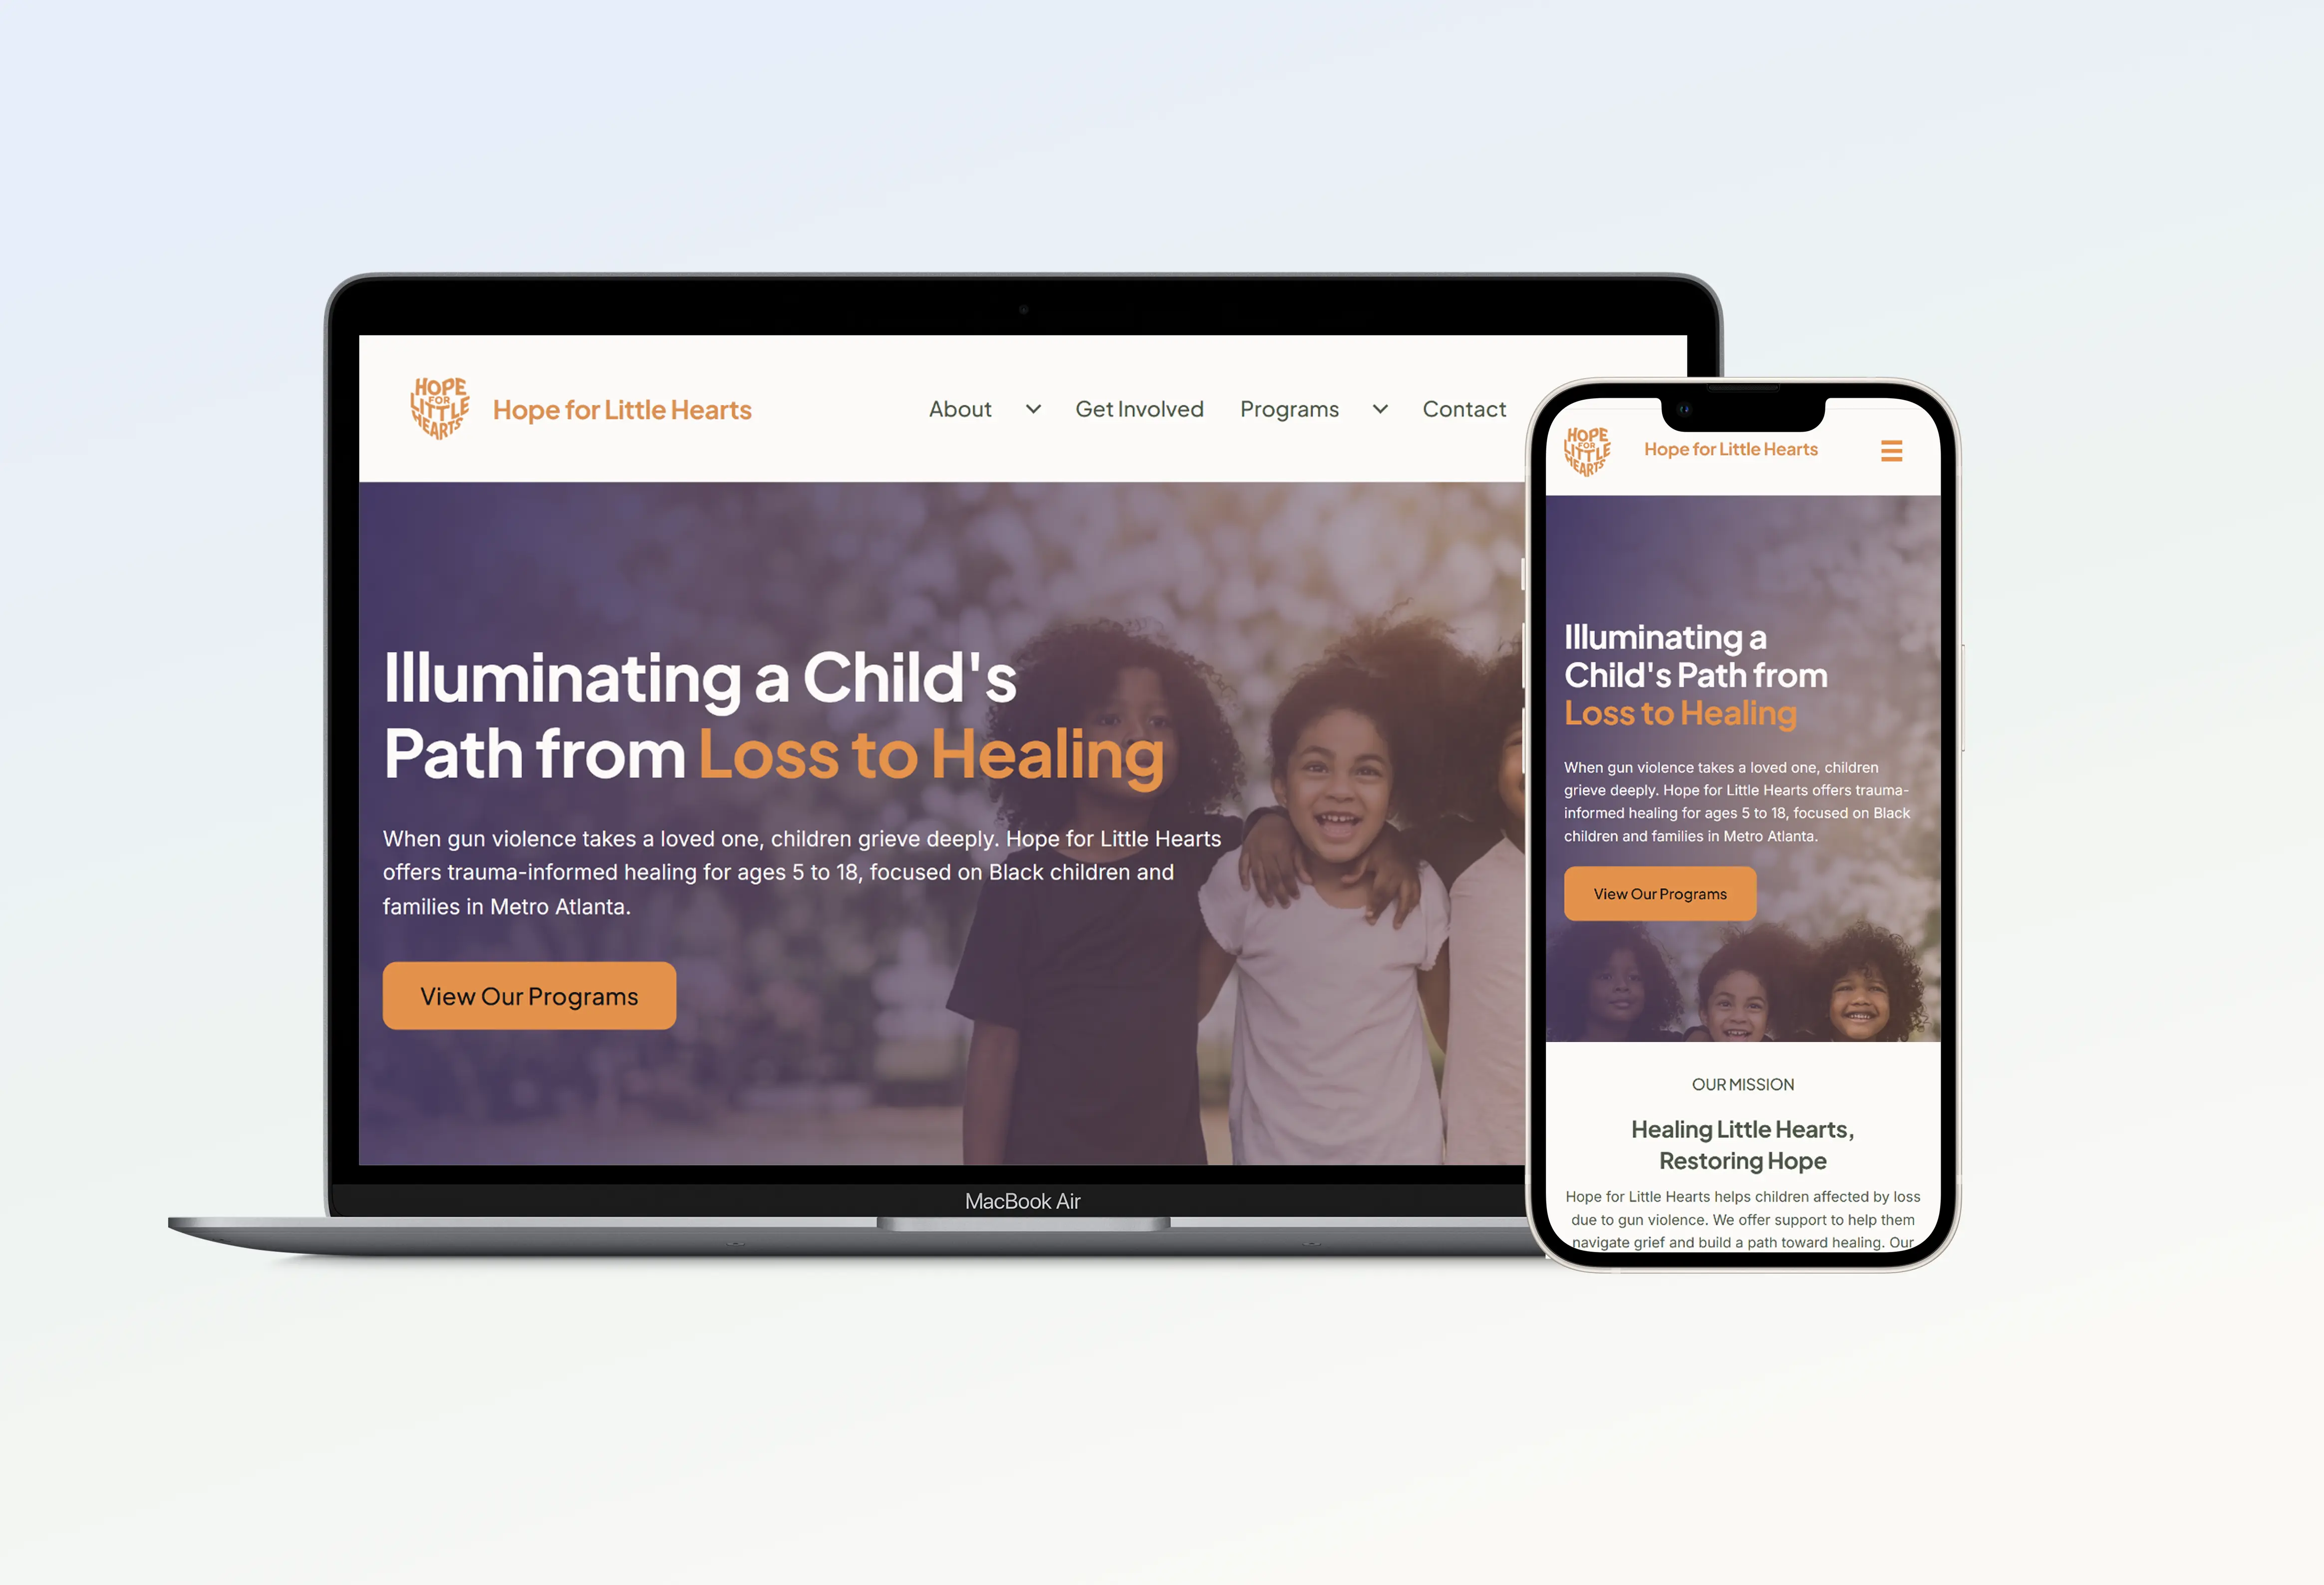 HOPE
FOR
LITTLE
HEARTS
Hope for Little Hearts
About
Get Involved
Programs
Contact
Illuminating a Child's
Path from Loss to Healing
When gun violence takes a loved one, children grieve deeply. Hope for Little Hearts
offers trauma-informed healing for ages 5 to 18, focused on Black children and
families in Metro Atlanta.
View Our Programs
MacBook Air
HOPE
FOR
LITTLE
HEARTS
Hope for Little Hearts
Illuminating a
Child's Path from
Loss to Healing
When gun violence takes a loved one, children
grieve deeply. Hope for Little Hearts offers trauma-
informed healing for ages 5 to 18, focused on Black
children and families in Metro Atlanta.
View Our Programs
OUR MISSION
Healing Little Hearts,
Restoring Hope
Hope for Little Hearts helps children affected by loss
due to gun violence. We offer support to help them
navigate grief and build a path toward healing. Our